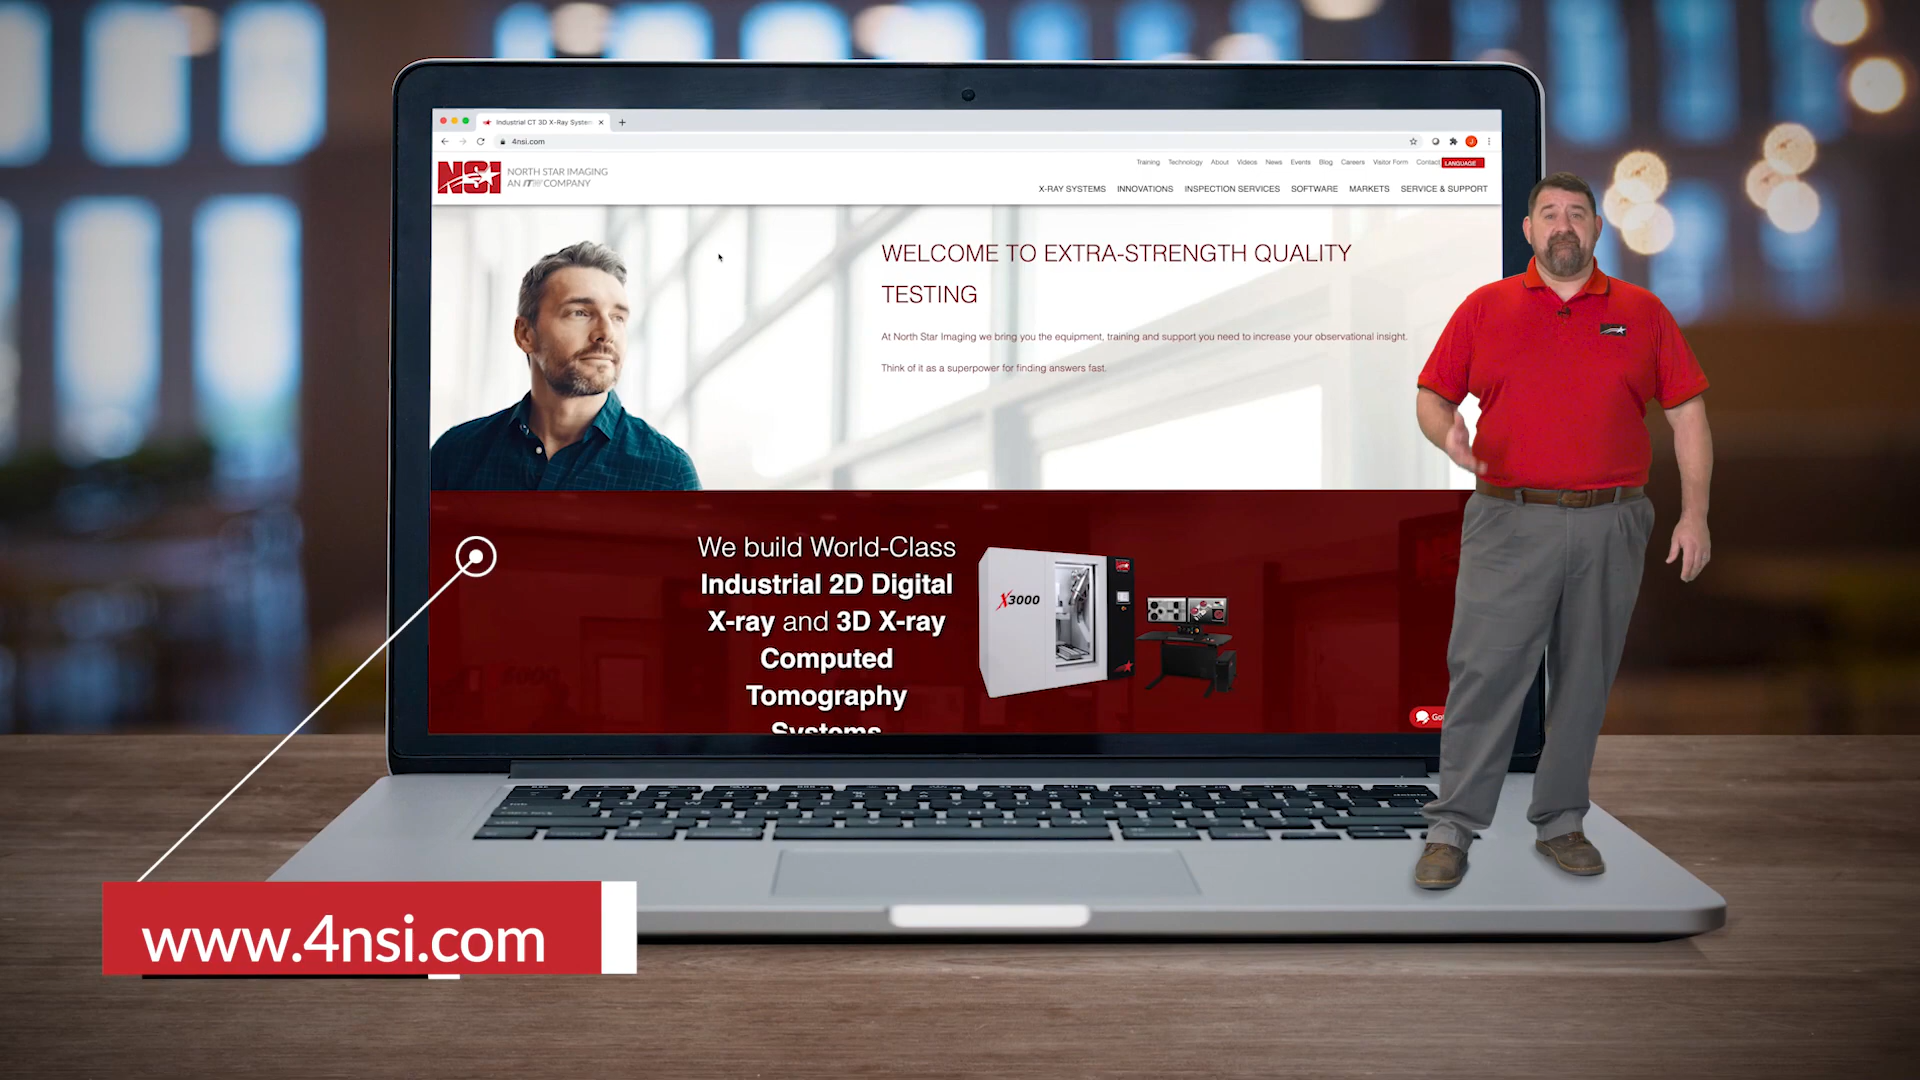 Industrial CT 3D X-Ray System
4nsi.com
NSI
NORTH STAR IMAGING
AN ITW COMPANY
Training Technology About Videos News Events Blog Careers Visitor Form Contact LANGUAGE
X-RAY SYSTEMS INNOVATIONS INSPECTION SERVICES SOFTWARE MARKETS SERVICE & SUPPORT
WELCOME TO EXTRA-STRENGTH QUALITY
TESTING
At North Star Imaging we bring you the equipment, training and support you need to increase your observational insight.
Think of it as a superpower for finding answers fast.
We build World-Class
Industrial 2D Digital
X-ray and 3D X-ray
Computed
Tomography
Systems
X3000
www.4nsi.com